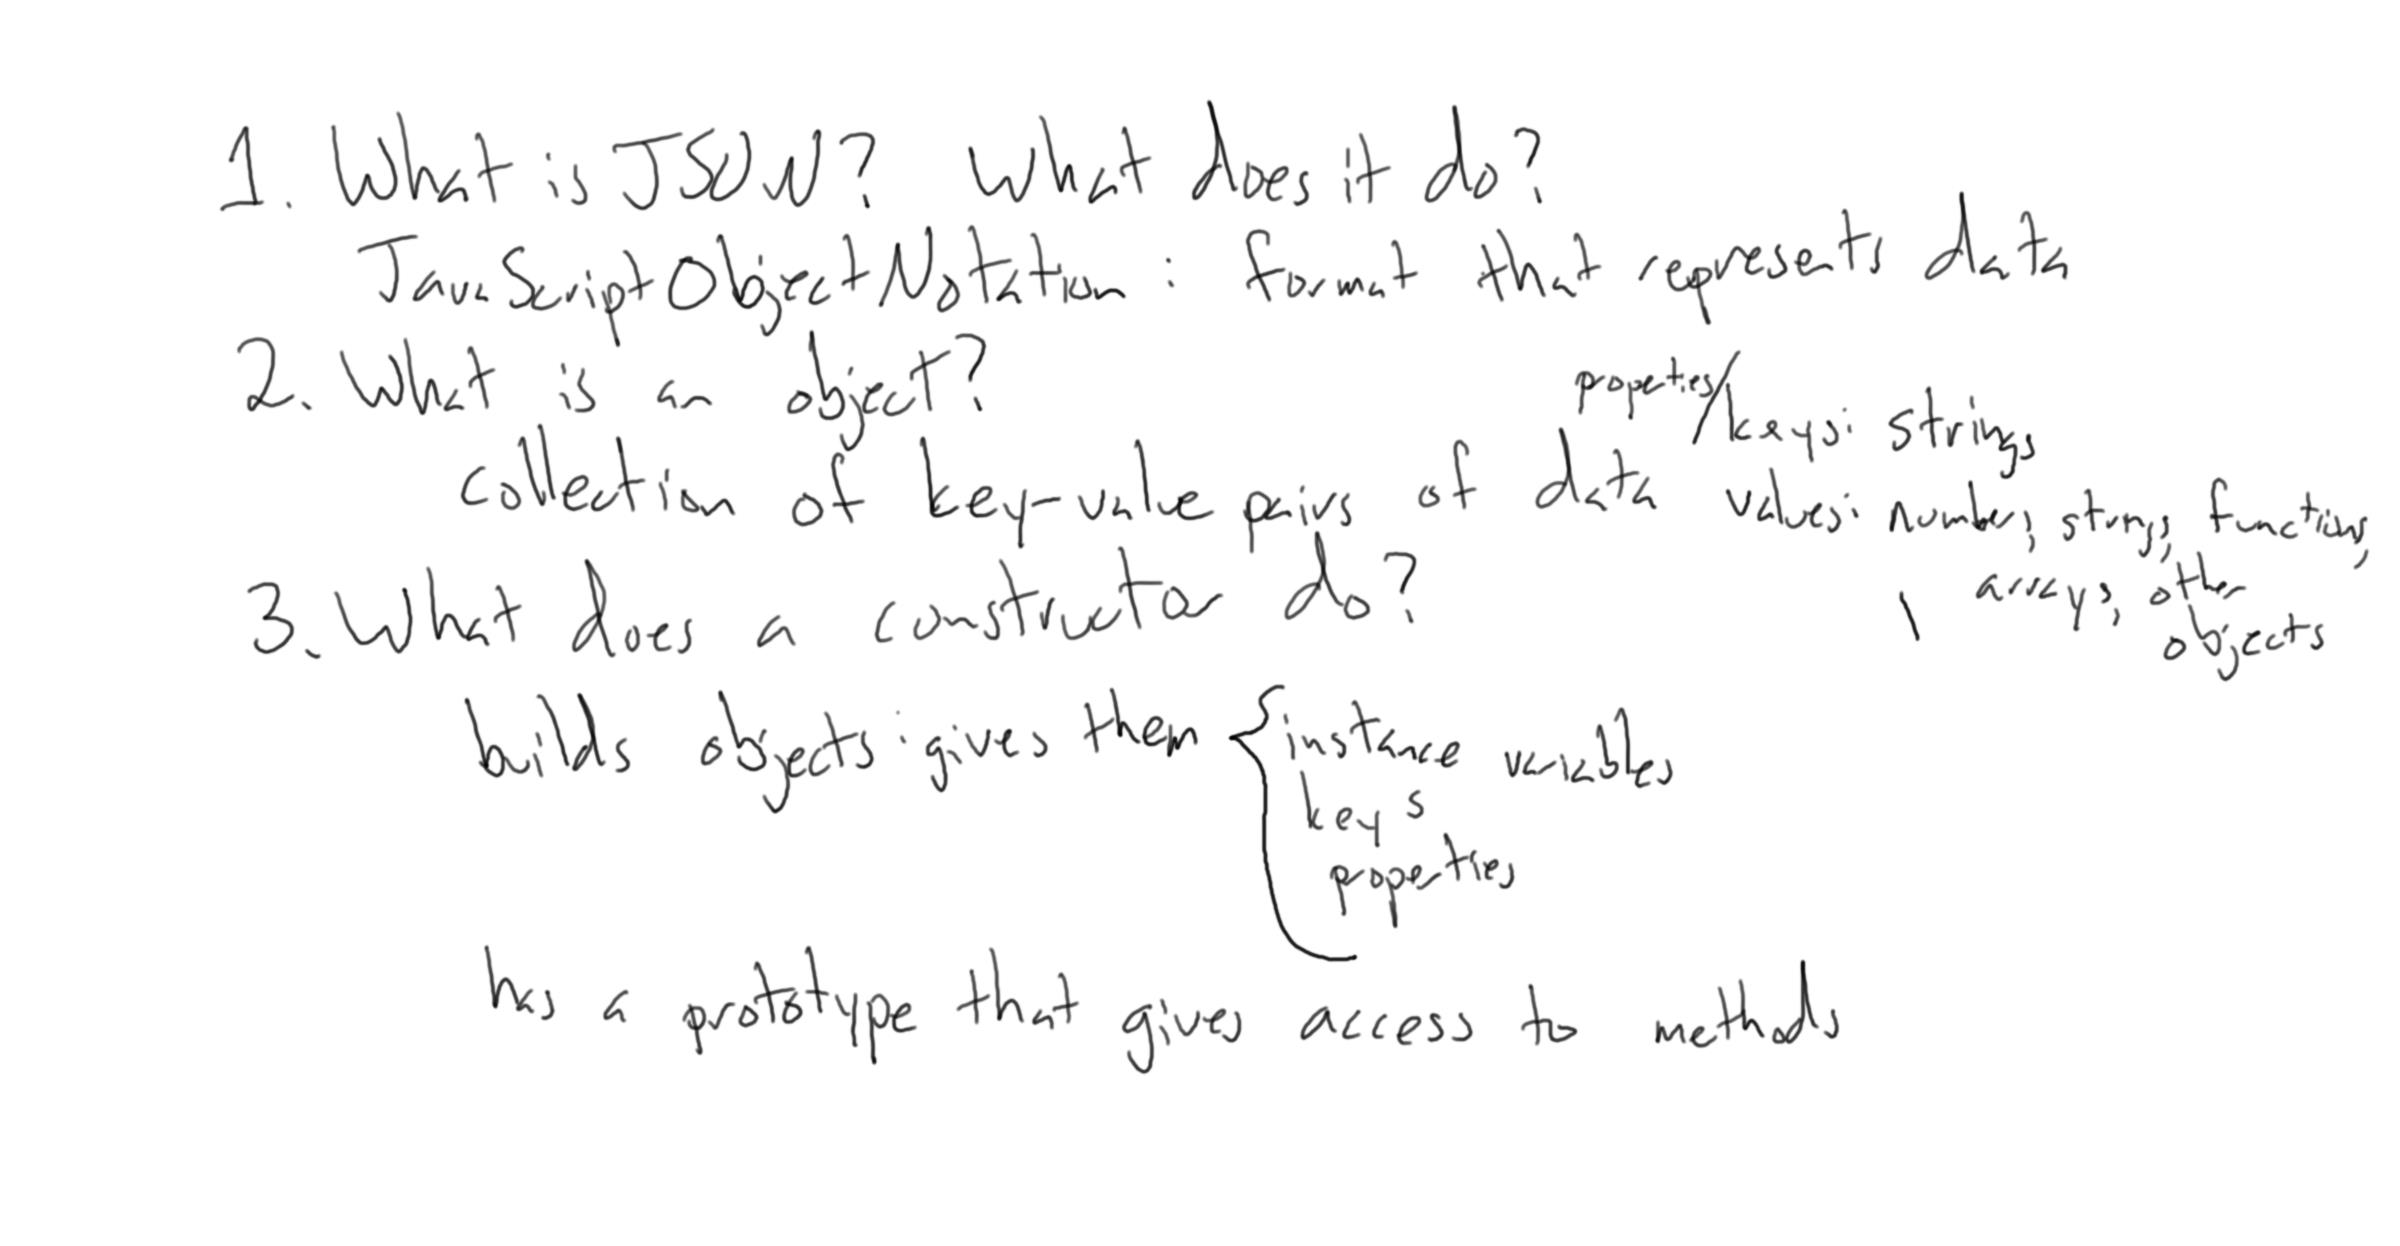 1. What is JSON? What does it do?
JavaScript Object Notation : format that represents data
2. What is an object?
properties/keys: strings
collection of key-value pairs of data
values: numbers, strings, functions,
arrays, other
objects
3. What does a constructor do?
builds objects : gives them { instance variables
keys
properties
has a prototype that gives access to methods